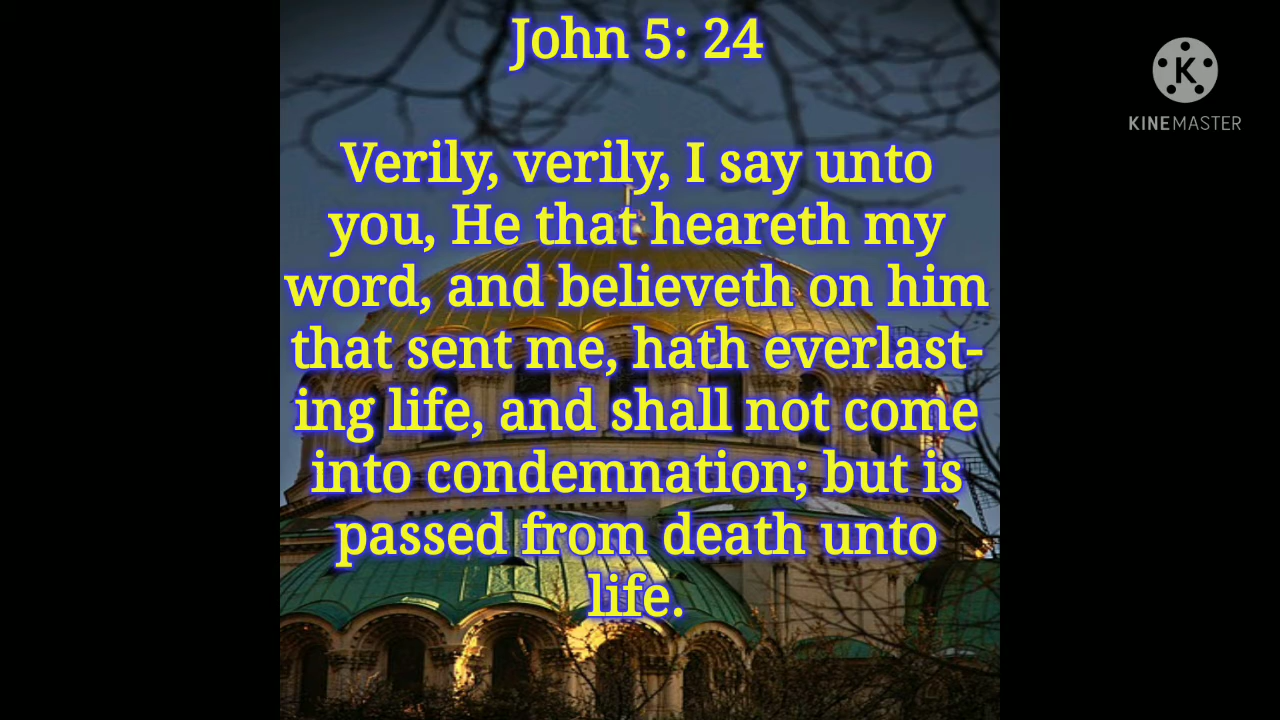 John 5: 24
Verily, verily, I say unto
you, He that heareth my
word, and believeth on him
that sent me, hath everlast-
ing life, and shall not come
into condemnation; but is
passed from death unto
life.
K
KINEMASTER